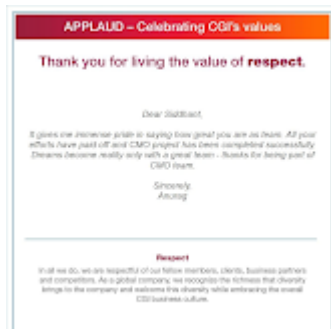 APPLAUD – Celebrating CGI's values
Thank you for living the value of respect.
Dear Siddhant,
It gives me immense pride in saying how great you are as team. All your
efforts have paid off and CMO project has been completed successfully.
Dreams become reality only with a great team - thanks for being part of
CMO team.
Sincerely,
Anurag
Respect
In all we do, we are respectful of our fellow members, clients, business partners
and competitors. As a global company, we recognize the richness that diversity
brings to the company and welcome this diversity while embracing the overall
CGI business culture.